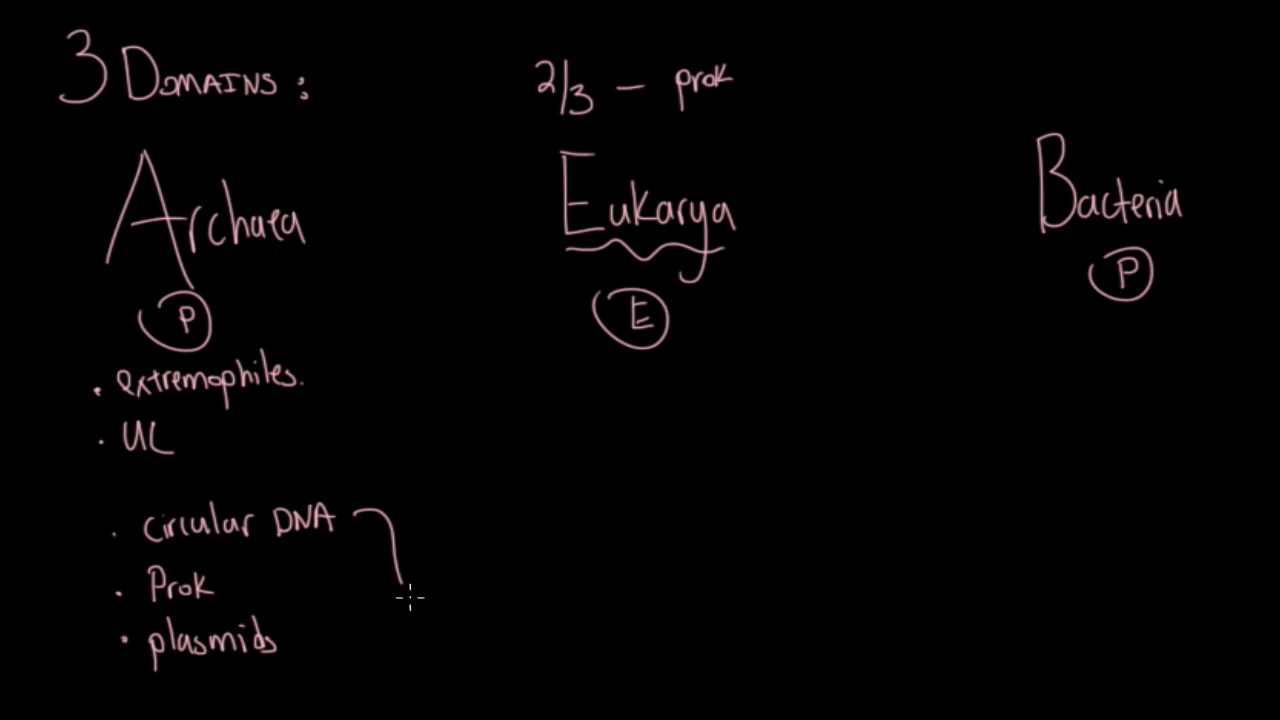 3 DOMAINS:
2/3 - prok
Archaea
Eukarya
Bacteria
P
E
P
• extremophiles.
• UC
• circular DNA
• Prok
• plasmids